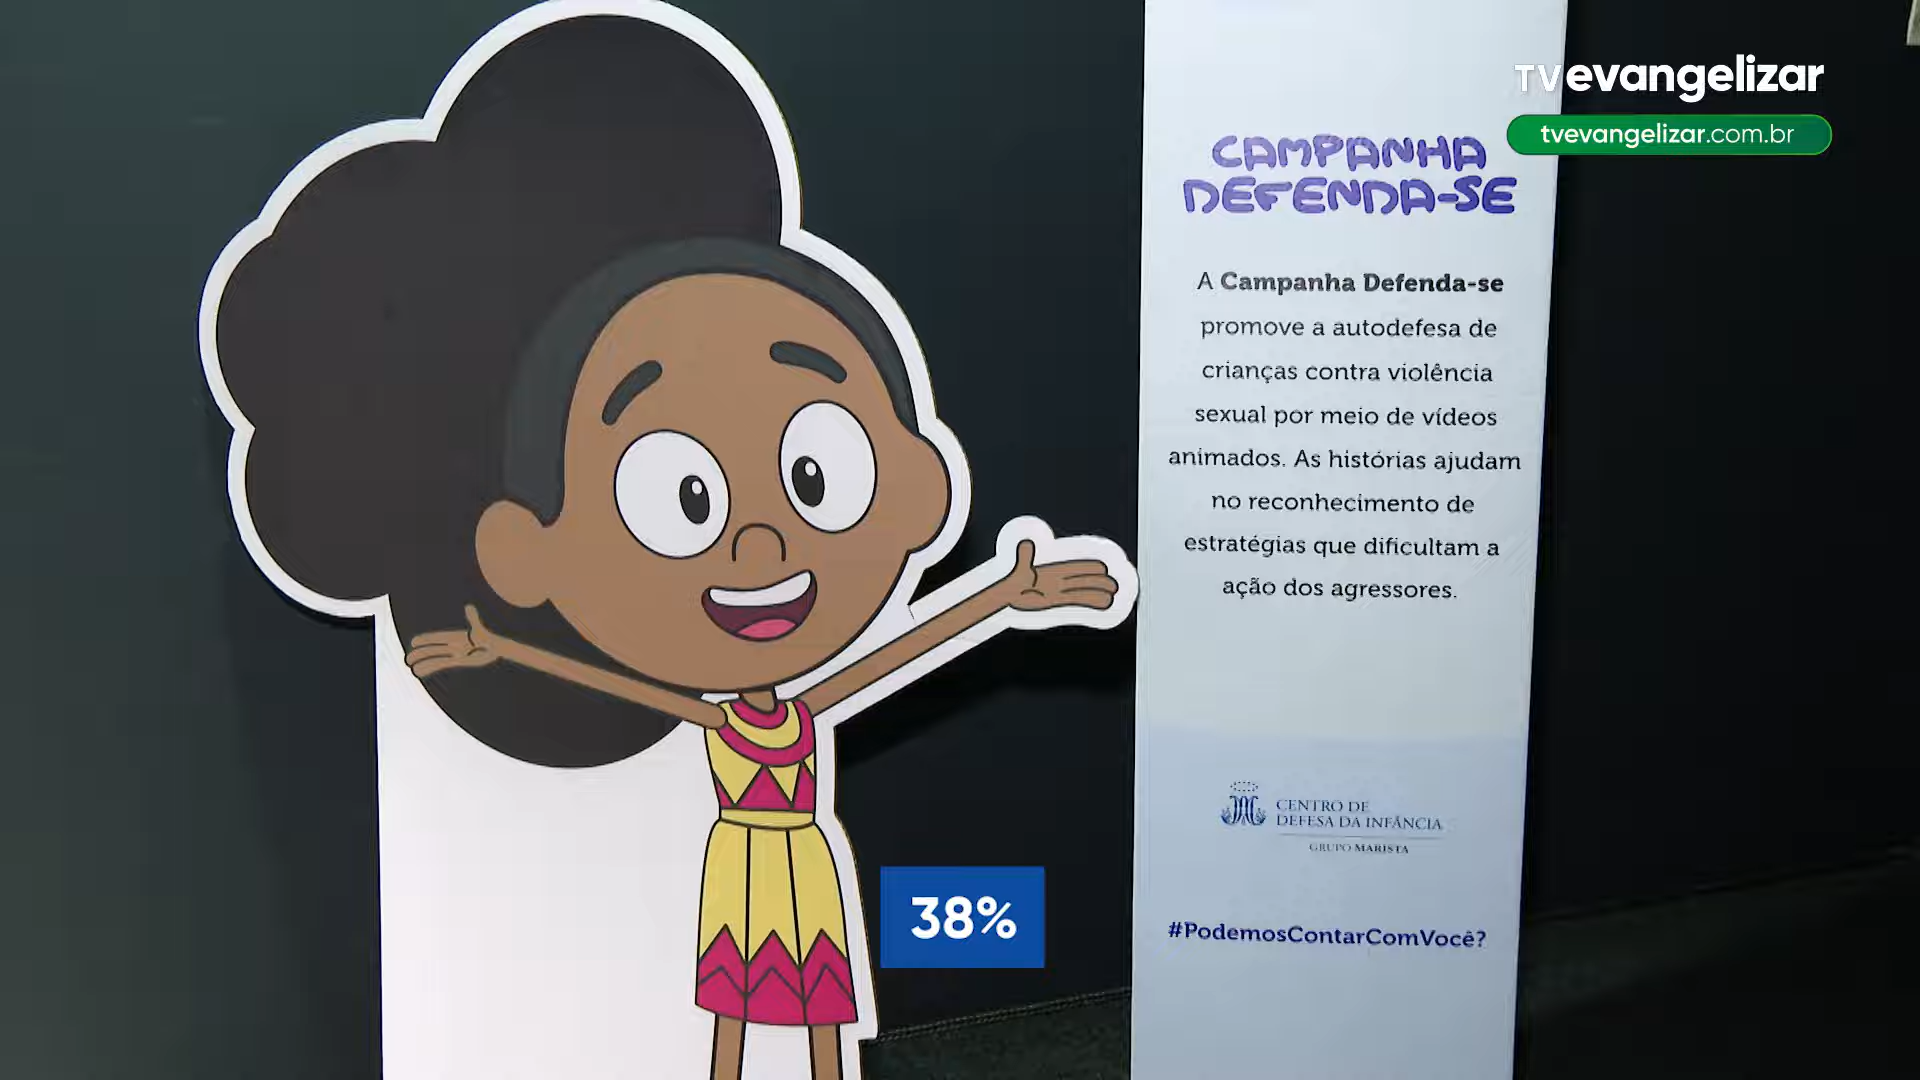 TVevangelizar
tvevangelizar.com.br
CAMPANHA
DEFENDA-SE
A Campanha Defenda-se
promove a autodefesa de
crianças contra violência
sexual por meio de vídeos
animados. As histórias ajudam
no reconhecimento de
estratégias que dificultam a
ação dos agressores.
CENTRO DE
DEFESA DA INFÂNCIA
GRUPO MARISTA
38%
#PodemosContarComVocê?